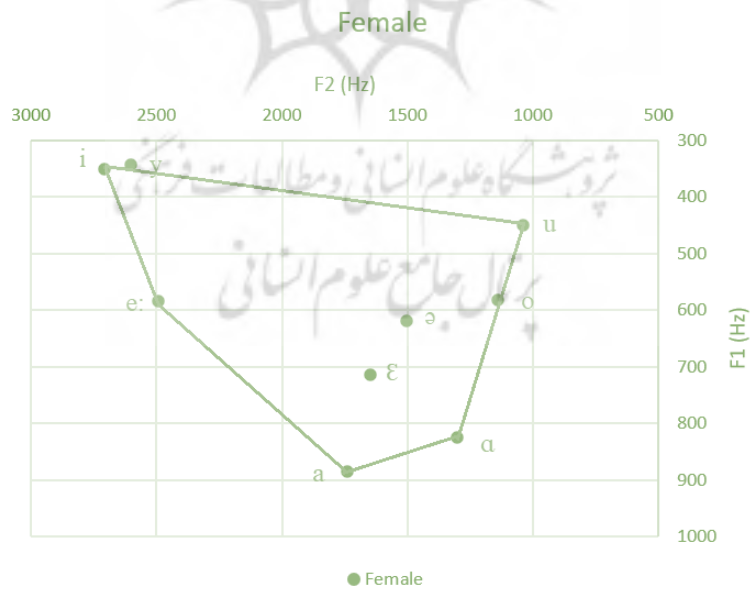 Female
F2 (Hz)
3000 2500 2000 1500 1000 500
300
i y
پژوهشگاه علوم انسانی و مطالعات فرهنگی
400
u
500
پرتال جامع علوم انسانی
e: o
600
ə
F1 (Hz)
700
ɛ
800
ɑ
a
900
1000
Female